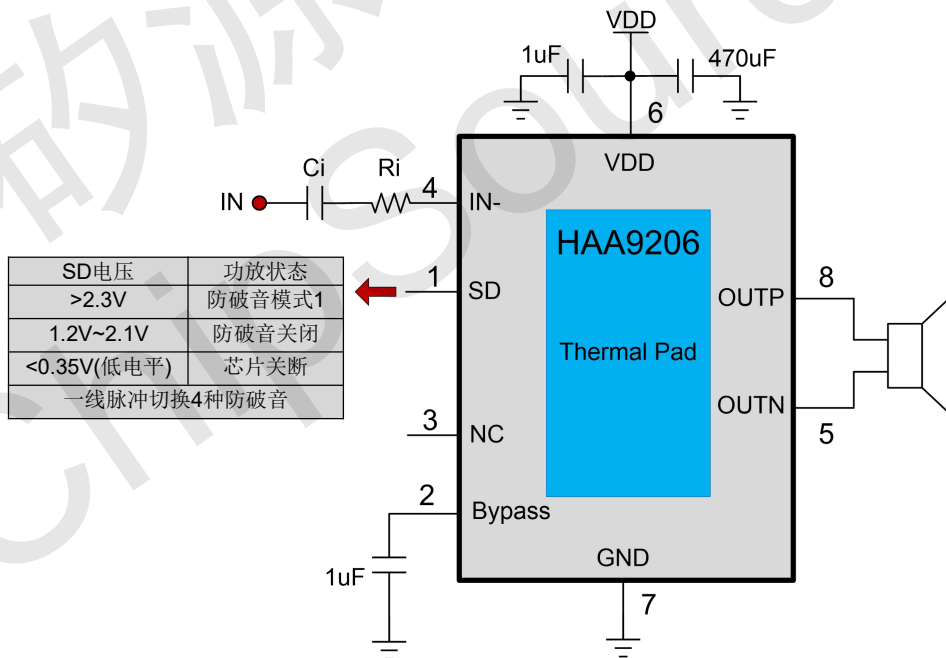 VDD
1uF
470uF
6
VDD
Ci
Ri
IN
4
IN-
HAA9206
SD电压 功放状态
>2.3V 防破音模式1
1.2V~2.1V 防破音关闭
<0.35V(低电平) 芯片关断
一线脉冲切换4种防破音
1
SD
8
OUTP
Thermal Pad
OUTN
5
3
NC
2
Bypass
1uF
GND
7
矽源
ChipSourc